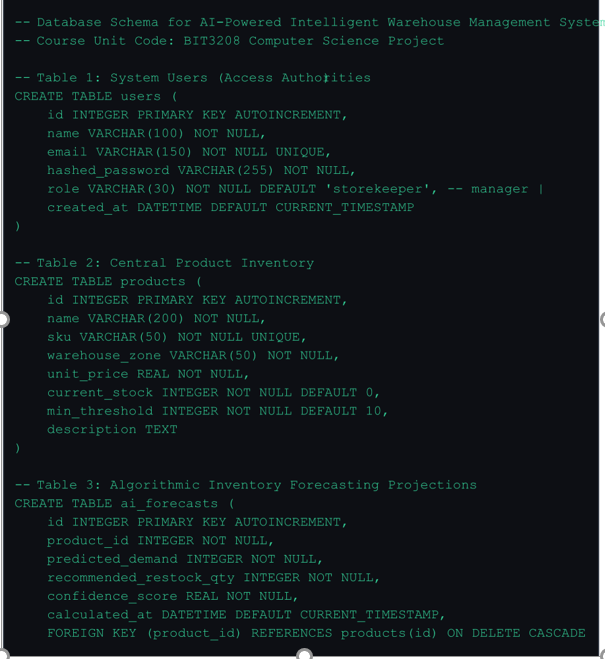 -- Database Schema for AI-Powered Intelligent Warehouse Management System
-- Course Unit Code: BIT3208 Computer Science Project
-- Table 1: System Users (Access Authorities
CREATE TABLE users (
id INTEGER PRIMARY KEY AUTOINCREMENT,
name VARCHAR(100) NOT NULL,
email VARCHAR(150) NOT NULL UNIQUE,
hashed_password VARCHAR(255) NOT NULL,
role VARCHAR(30) NOT NULL DEFAULT 'storekeeper', -- manager |
created_at DATETIME DEFAULT CURRENT_TIMESTAMP
)
-- Table 2: Central Product Inventory
CREATE TABLE products (
id INTEGER PRIMARY KEY AUTOINCREMENT,
name VARCHAR(200) NOT NULL,
sku VARCHAR(50) NOT NULL UNIQUE,
warehouse_zone VARCHAR(50) NOT NULL,
unit_price REAL NOT NULL,
current_stock INTEGER NOT NULL DEFAULT 0,
min_threshold INTEGER NOT NULL DEFAULT 10,
description TEXT
)
-- Table 3: Algorithmic Inventory Forecasting Projections
CREATE TABLE ai_forecasts (
id INTEGER PRIMARY KEY AUTOINCREMENT,
product_id INTEGER NOT NULL,
predicted_demand INTEGER NOT NULL,
recommended_restock_qty INTEGER NOT NULL,
confidence_score REAL NOT NULL,
calculated_at DATETIME DEFAULT CURRENT_TIMESTAMP,
FOREIGN KEY (product_id) REFERENCES products(id) ON DELETE CASCADE